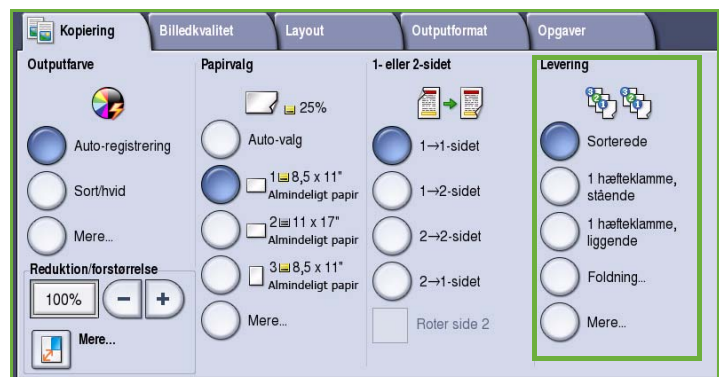 Kopiering
Billedkvalitet
Layout
Outputformat
Opgaver
Outputfarve
Auto-registrering
Sort/hvid
Mere...
Reduktion/forstørrelse
100%
Mere...
Papirvalg
25%
Auto-valg
1 8,5 x 11"
Almindeligt papir
2 11 x 17"
Almindeligt papir
3 8,5 x 11"
Almindeligt papir
Mere...
1- eller 2-sidet
1→1-sidet
1→2-sidet
2→2-sidet
2→1-sidet
Roter side 2
Levering
Sorterede
1 hæfteklamme,
stående
1 hæfteklamme,
liggende
Foldning...
Mere...